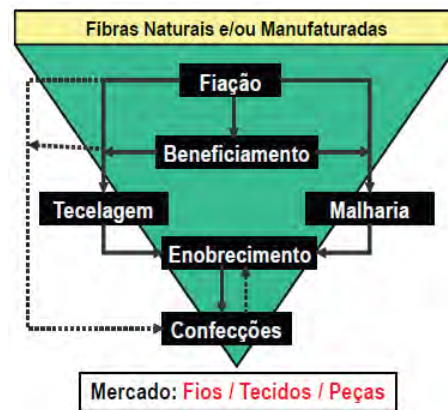 Fibras Naturais e/ou Manufaturadas
Fiação
Beneficiamento
Tecelagem
Malharia
Enobrecimento
Confecções
Mercado: Fios / Tecidos / Peças